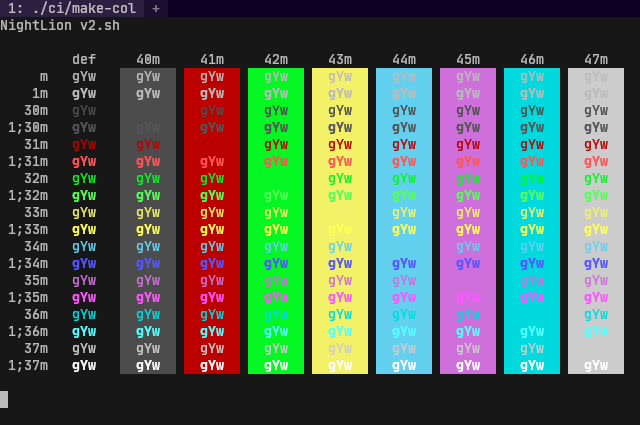 1: ./ci/make-col +
NightLion v2.sh
def 40m 41m 42m 43m 44m 45m 46m 47m
m gYw gYw gYw gYw gYw gYw gYw gYw gYw
1m gYw gYw gYw gYw gYw gYw gYw gYw gYw
30m gYw gYw gYw gYw gYw gYw gYw gYw
1;30m gYw gYw gYw gYw gYw gYw gYw gYw gYw
31m gYw gYw gYw gYw gYw gYw gYw gYw
1;31m gYw gYw gYw gYw gYw gYw gYw gYw gYw
32m gYw gYw gYw gYw gYw gYw gYw gYw
1;32m gYw gYw gYw gYw gYw gYw gYw gYw gYw
33m gYw gYw gYw gYw gYw gYw gYw gYw
1;33m gYw gYw gYw gYw gYw gYw gYw gYw gYw
34m gYw gYw gYw gYw gYw gYw gYw gYw
1;34m gYw gYw gYw gYw gYw gYw gYw gYw gYw
35m gYw gYw gYw gYw gYw gYw gYw gYw
1;35m gYw gYw gYw gYw gYw gYw gYw gYw gYw
36m gYw gYw gYw gYw gYw gYw gYw gYw
1;36m gYw gYw gYw gYw gYw gYw gYw gYw gYw
37m gYw gYw gYw gYw gYw gYw gYw gYw
1;37m gYw gYw gYw gYw gYw gYw gYw gYw gYw